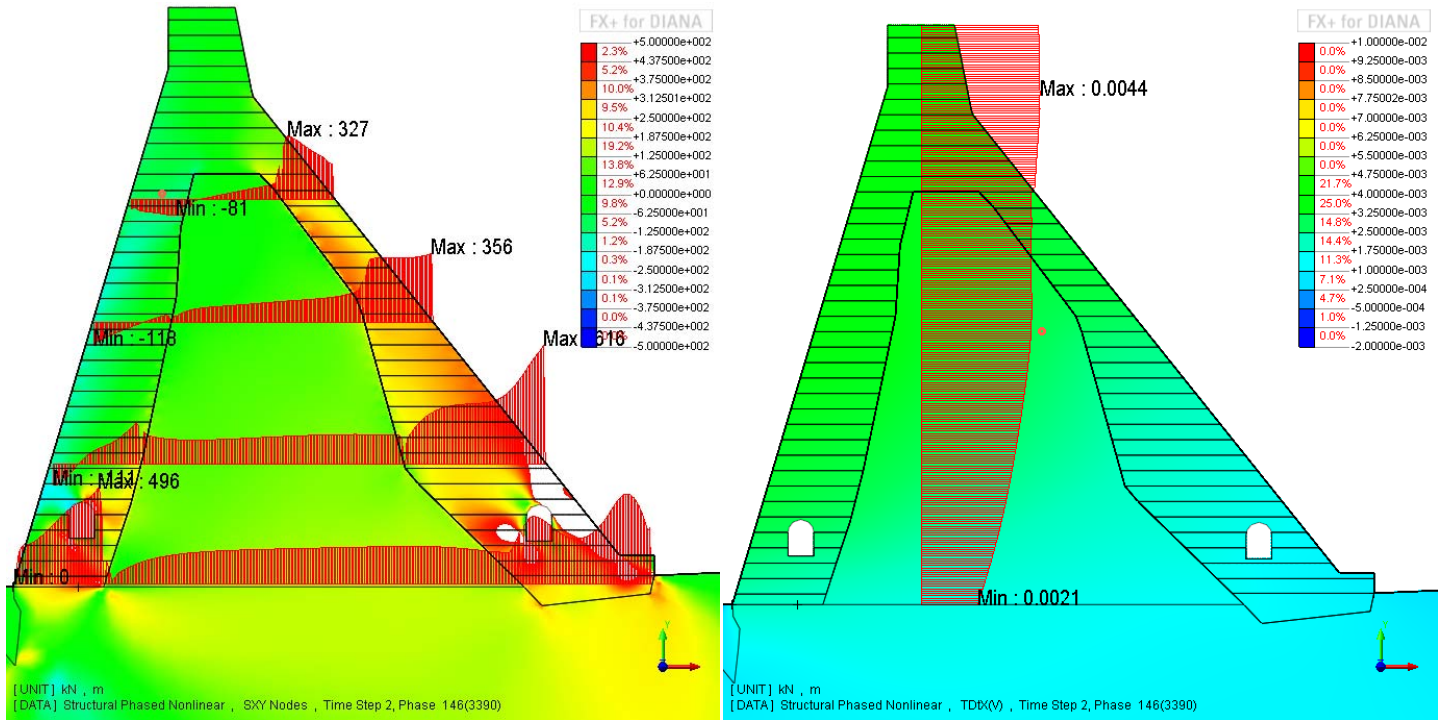 FX+ for DIANA
+5.00000e+002
2.3%
+4.37500e+002
5.2%
+3.75000e+002
10.0%
+3.12501e+002
9.5%
+2.50000e+002
10.4%
+1.87500e+002
19.2%
+1.25000e+002
13.8%
+6.25000e+001
12.9%
+0.00000e+000
9.8%
-6.25000e+001
5.2%
-1.25000e+002
1.2%
-1.87500e+002
0.3%
-2.50000e+002
0.1%
-3.12500e+002
0.1%
-3.75000e+002
0.0%
-4.37500e+002
-5.00000e+002
Max : 327
Min : -81
Max : 356
Min : -118
Max : 616
Min : -111
Max : 496
Min : 0
Y
[UNIT] kN , m
[DATA] Structural Phased Nonlinear , SXY Nodes , Time Step 2, Phase 146(3390)
FX+ for DIANA
+1.00000e-002
0.0%
+9.25000e-003
0.0%
+8.50000e-003
0.0%
+7.75002e-003
0.0%
+7.00000e-003
0.0%
+6.25000e-003
0.0%
+5.50000e-003
0.0%
+4.75000e-003
21.7%
+4.00000e-003
25.0%
+3.25000e-003
14.8%
+2.50000e-003
14.4%
+1.75000e-003
11.3%
+1.00000e-003
7.1%
+2.50000e-004
4.7%
-5.00000e-004
1.0%
-1.25000e-003
0.0%
-2.00000e-003
Max : 0.0044
Min : 0.0021
Y
[UNIT] kN , m
[DATA] Structural Phased Nonlinear , TDtX(V) , Time Step 2, Phase 146(3390)